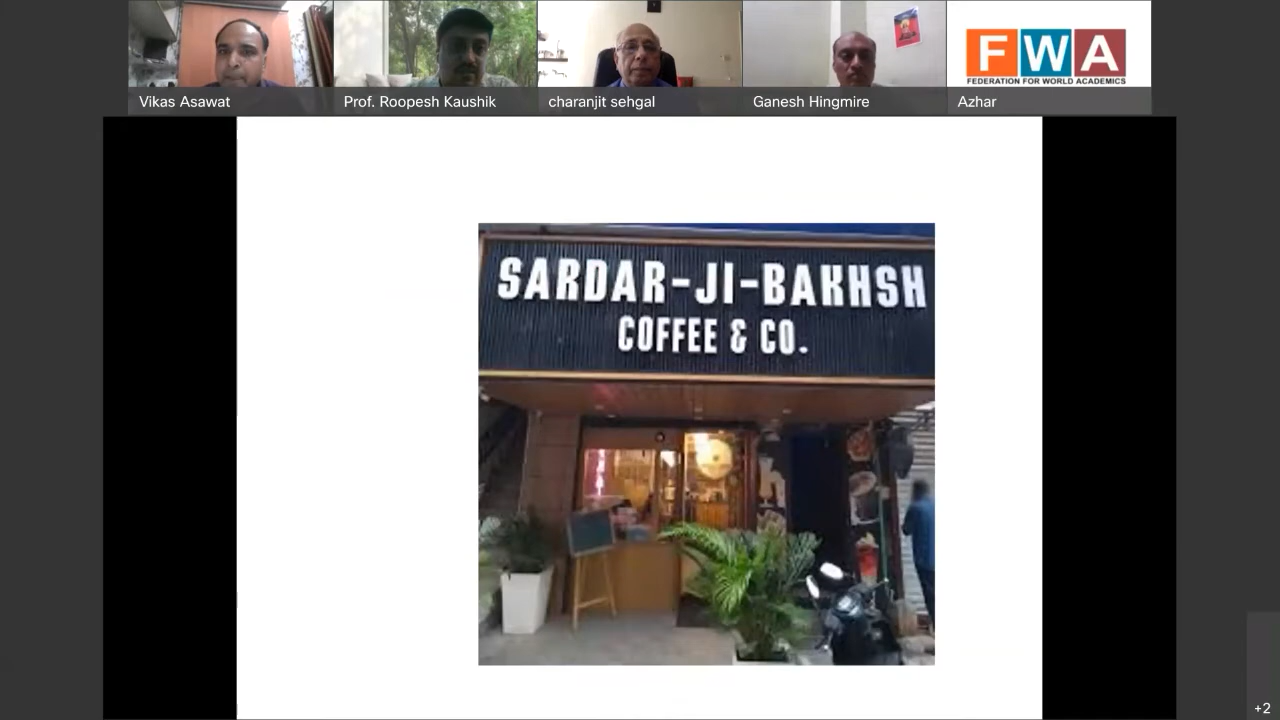 FWA
FEDERATION FOR WORLD ACADEMICS
Vikas Asawat
Prof. Roopesh Kaushik
charanjit sehgal
Ganesh Hingmire
Azhar
SARDAR-JI-BAKHSH
COFFEE & CO.
+2